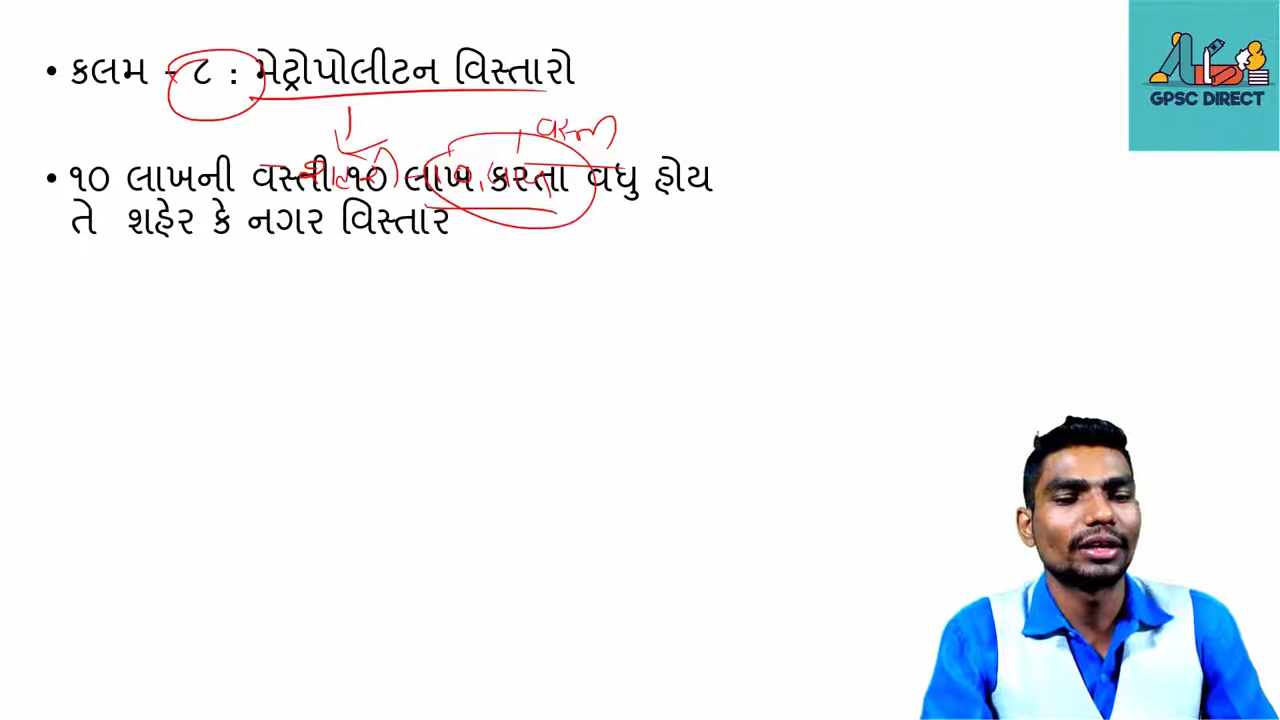 • કલમ - ૮ : મેટ્રોપોલીટન વિસ્તારો
• ૧૦ લાખની વસ્તી ૧૦ લાખ કરતા વધુ હોય
તે શહેર કે નગર વિસ્તાર
GPSC DIRECT